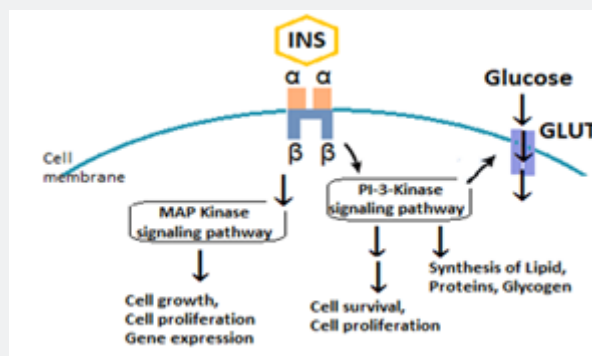 INS
α α
Glucose
GLUT
β β
Cell
membrane
MAP Kinase
signaling pathway
PI-3-Kinase
signaling pathway
Synthesis of Lipid,
Proteins, Glycogen
Cell growth,
Cell proliferation
Gene expression
Cell survival,
Cell proliferation